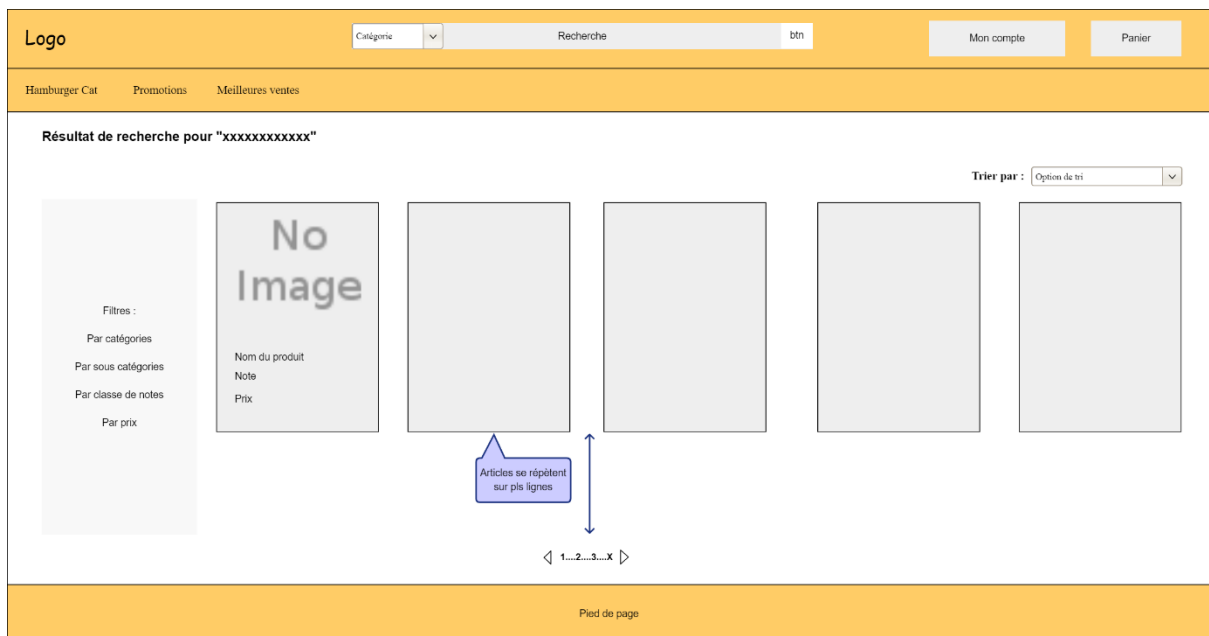 Logo
Catégorie
Recherche
btn
Mon compte
Panier
Hamburger Cat
Promotions
Meilleures ventes
Résultat de recherche pour "xxxxxxxxxxxx"
Trier par :
Option de tri
No
Image
Nom du produit
Note
Prix
Filtres :
Par catégories
Par sous catégories
Par classe de notes
Par prix
Articles se répètent
sur pls lignes
1....2....3....X
Pied de page